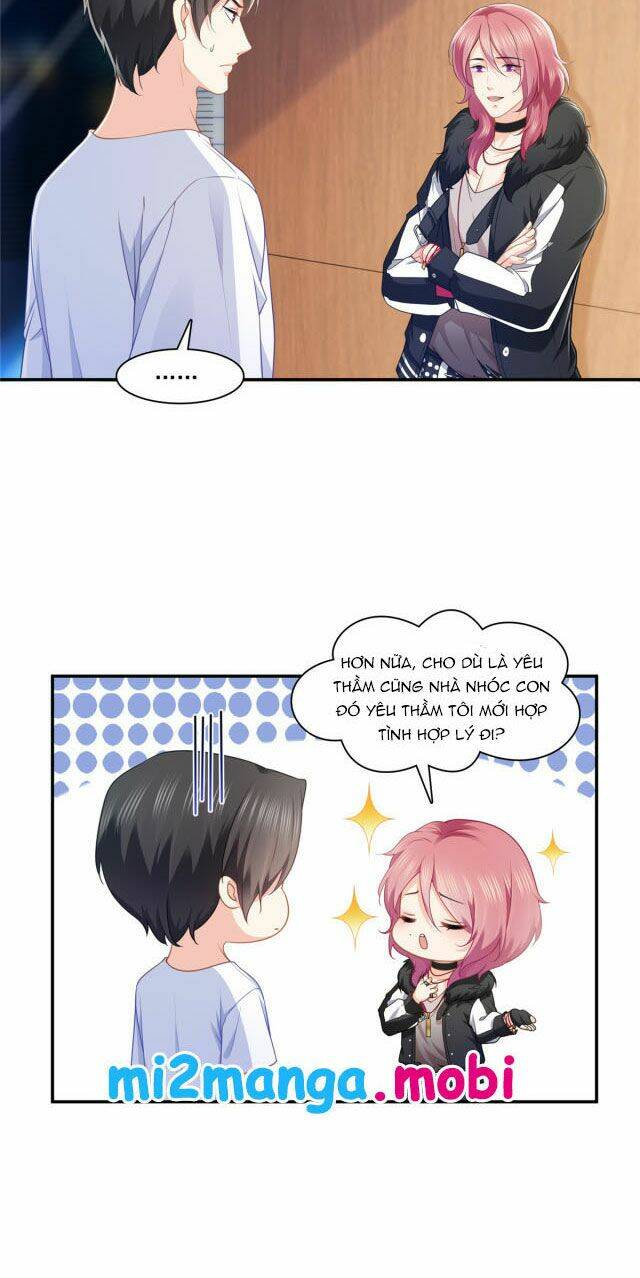 ......
HƠN NỮA, CHO DÙ LÀ YÊU
THẦM CŨNG NHÀ NHÓC CON
ĐÓ YÊU THẦM TÔI MỚI HỢP
TÌNH HỢP LÝ ĐI?
mi2manga.mobi